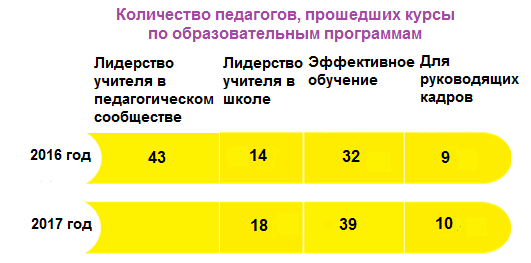 Количество педагогов, прошедших курсы
по образовательным программам
Лидерство
учителя в
педагогическом
сообществе
Лидерство
учителя в
школе
Эффективное
обучение
Для
руководящих
кадров
2016 год 43 14 32 9
2017 год 18 39 10